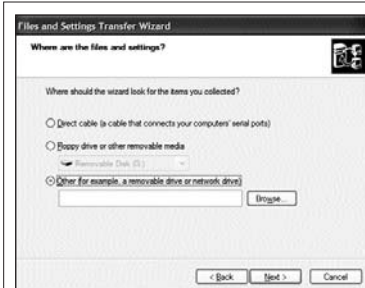 Files and Settings Transfer Wizard
Where are the files and settings?
Where should the wizard look for the items you collected?
Direct cable (a cable that connects your computers' serial ports)
Floppy drive or other removable media
Removable Disk (G:)
Other (for example, a removable drive or network drive)
Browse...
< Back
Next >
Cancel